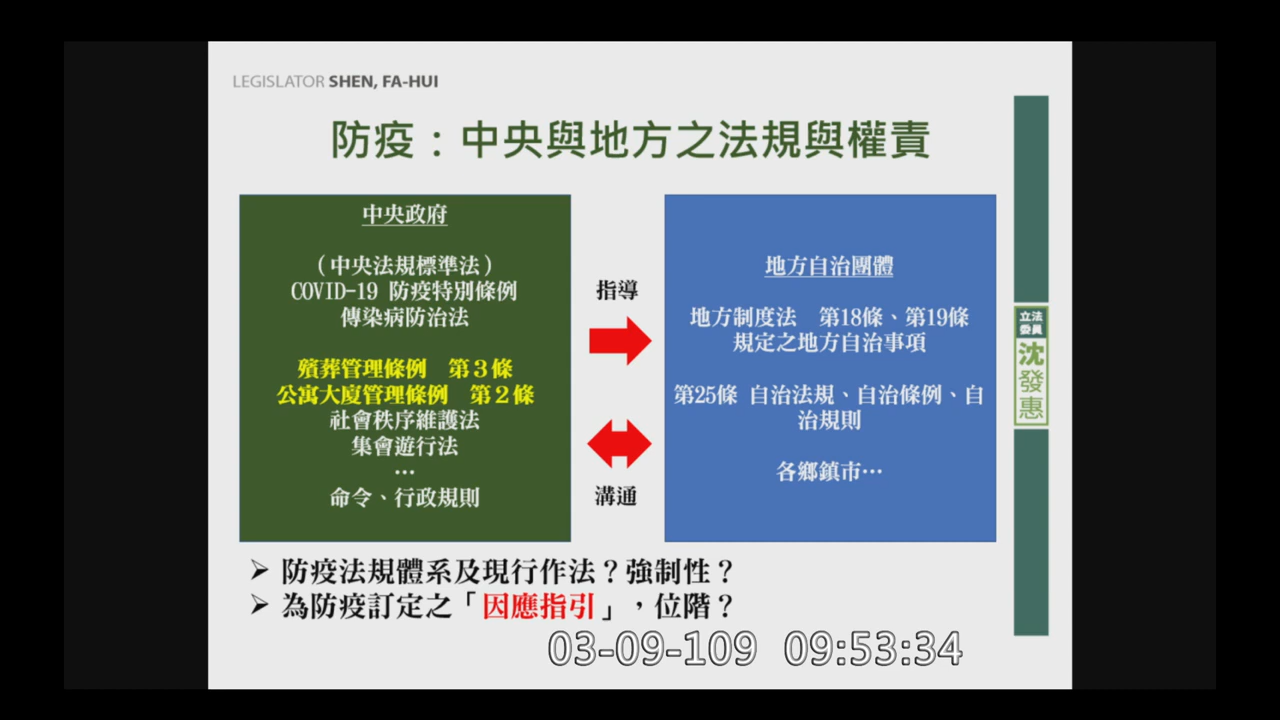 LEGISLATOR SHEN, FA-HUI
防疫：中央與地方之法規與權責
中央政府
（中央法規標準法）
COVID-19 防疫特別條例
傳染病防治法
殯葬管理條例　第３條
公寓大廈管理條例　第２條
社會秩序維護法
集會遊行法
…
命令、行政規則
指導
溝通
地方自治團體
地方制度法　第18條、第19條
規定之地方自治事項
第25條 自治法規、自治條例、自
治規則
各鄉鎮市…
立法
委員
沈
發
惠
➢ 防疫法規體系及現行作法？強制性？
➢ 為防疫訂定之「因應指引」，位階？
03-09-109 09:53:34